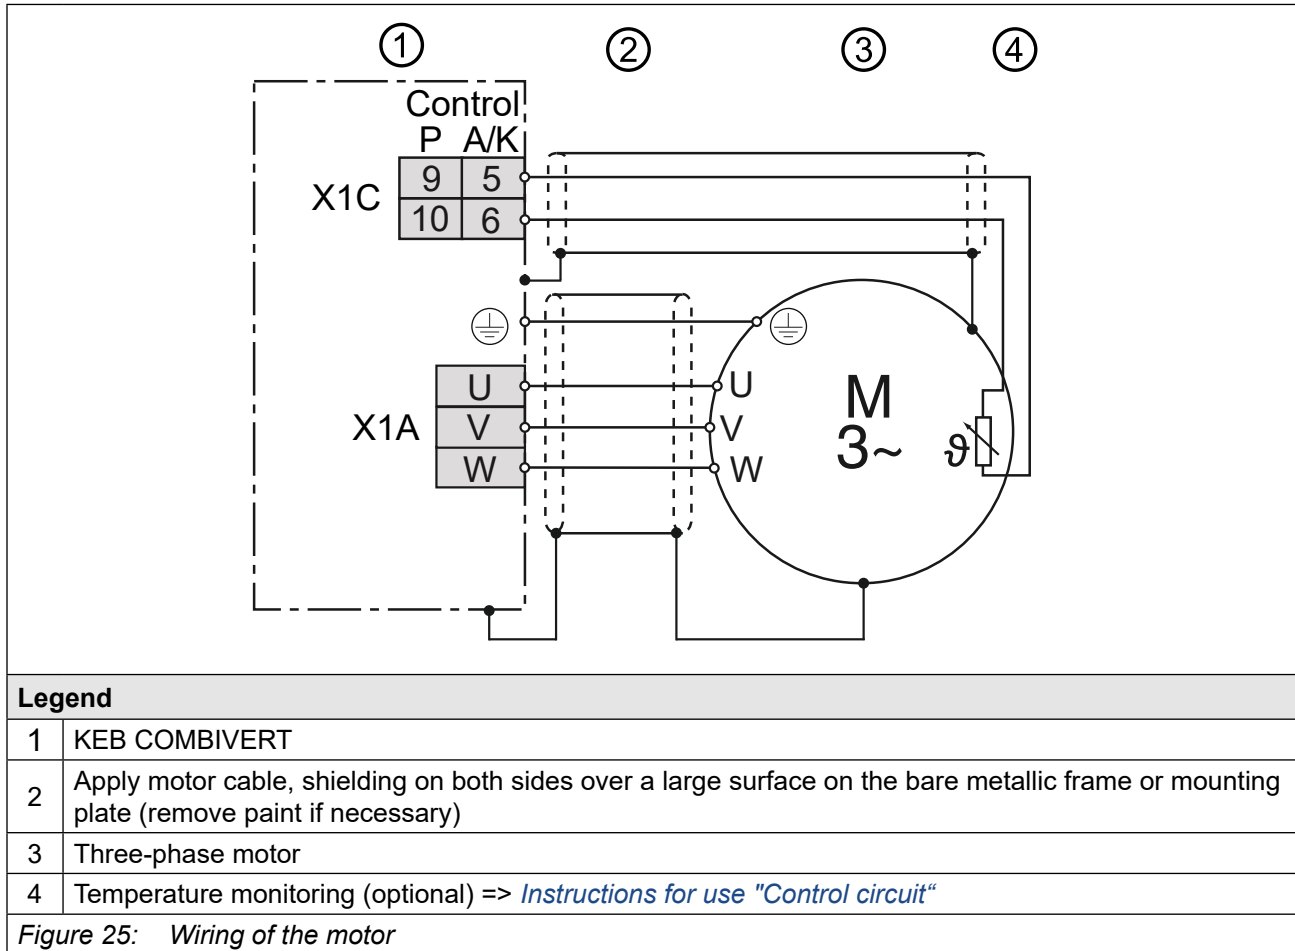 1 2 3 4
Control
P A/K
X1C 9 5
10 6
U U
X1A V V
W W
M
3~ ϑ
Legend
1 KEB COMBIVERT
2 Apply motor cable, shielding on both sides over a large surface on the bare metallic frame or mounting
plate (remove paint if necessary)
3 Three-phase motor
4 Temperature monitoring (optional) => Instructions for use "Control circuit“
Figure 25: Wiring of the motor